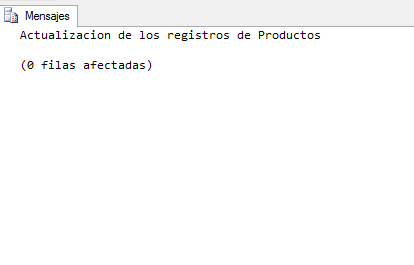 Mensajes
Actualizacion de los registros de Productos
(0 filas afectadas)